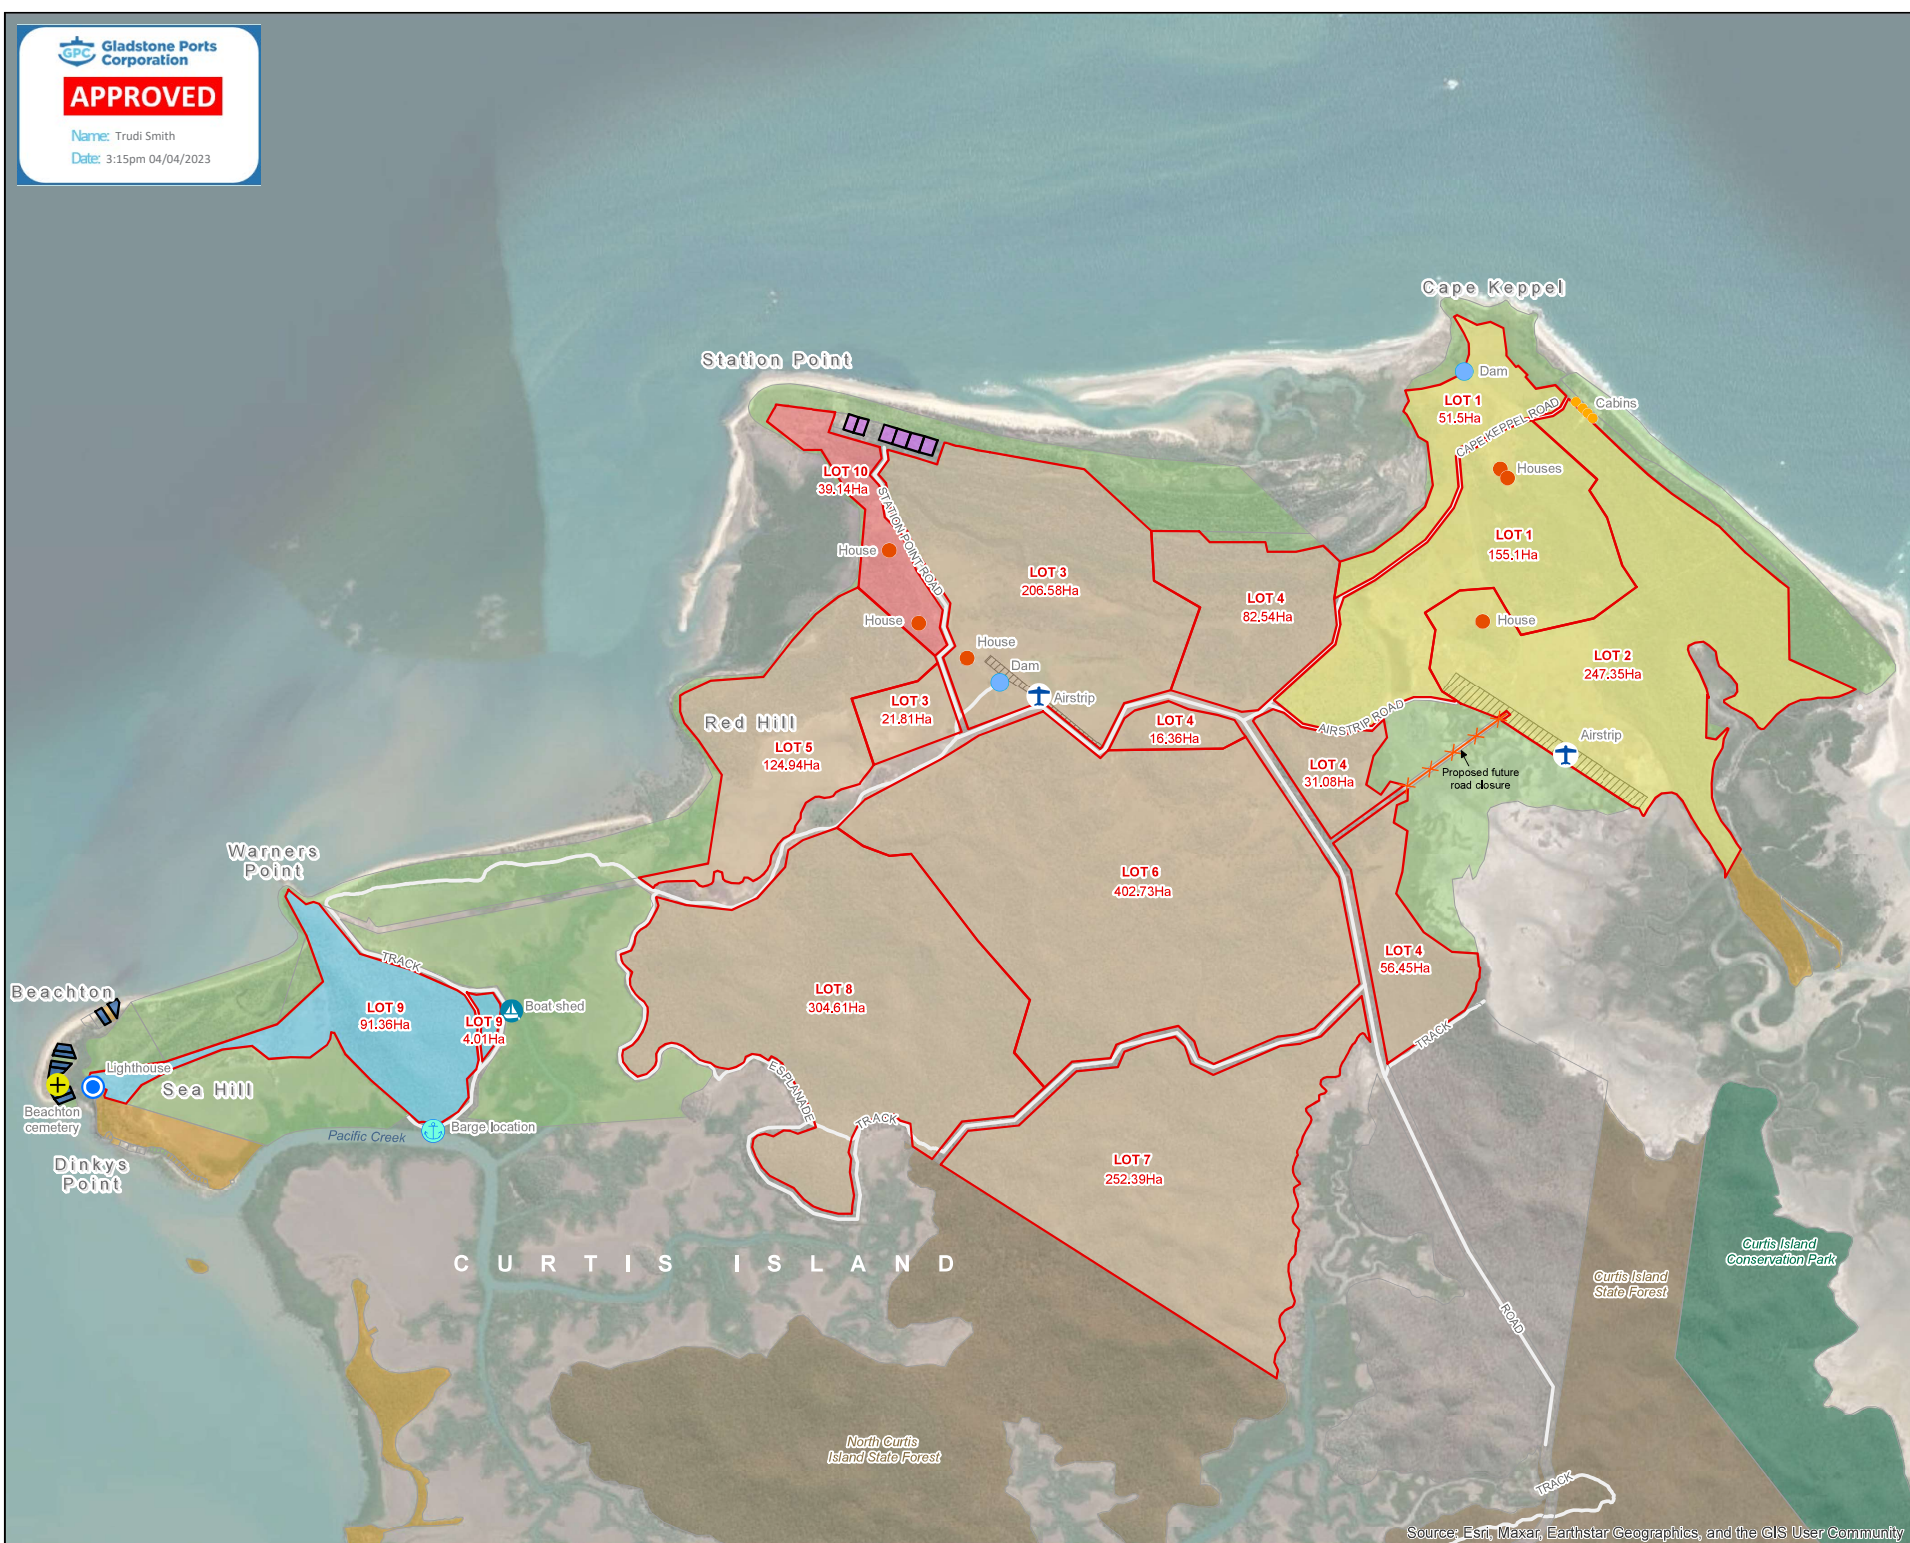 GPC Gladstone Ports
Corporation
APPROVED
Name: Trudi Smith
Date: 3:15pm 04/04/2023
Cape Keppel
Station Point
Dam
LOT 1
51.5Ha
CAPE KEPPEL ROAD
Cabins
Houses
LOT 10
39.14Ha
STATION POINT ROAD
House
LOT 1
155.1Ha
LOT 3
206.58Ha
LOT 4
82.54Ha
House
House
House
Dam
LOT 2
247.35Ha
Airstrip
LOT 3
21.81Ha
Red Hill
LOT 4
16.36Ha
AIRSTRIP ROAD
Airstrip
LOT 5
124.94Ha
LOT 4
31.08Ha
Proposed future
road closure
Warners
Point
LOT 6
402.73Ha
TRACK
LOT 4
56.45Ha
Beachton
LOT 8
304.61Ha
LOT 9
91.36Ha
LOT 9
4.01Ha
Boat shed
TRACK
Lighthouse
Sea Hill
ESPLANADE
Beachton
cemetery
TRACK
Barge location
Pacific Creek
Dinkys
Point
LOT 7
252.39Ha
CURTIS ISLAND
Curtis Island
Conservation Park
Curtis Island
State Forest
ROAD
North Curtis
Island State Forest
TRACK
Source: Esri, Maxar, Earthstar Geographics, and the GIS User Community